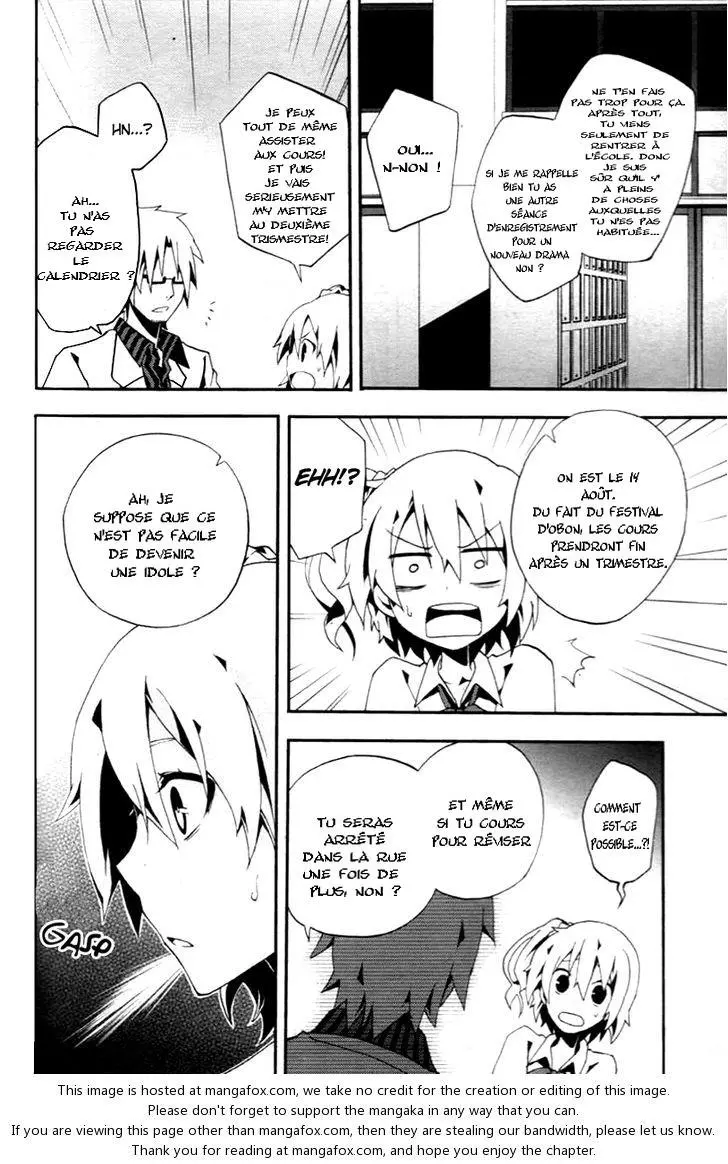 NE T'EN FAIS
PAS TROP POUR ÇA.
APRÈS TOUT,
TU VIENS
SEULEMENT DE
RENTRER À
L'ÉCOLE. DONC
JE SUIS
SÛR QU'IL Y'
A PLEINS
DE CHOSES
AUXQUELLES
TU N'ES PAS
HABITUÉE...
SI JE ME RAPPELLE
BIEN TU AS
UNE AUTRE
SÉANCE
D'ENREGISTREMENT
POUR UN
NOUVEAU DRAMA
NON ?
OUI...
N-NON !
JE PEUX
TOUT DE MÊME
ASSISTER
AUX COURS!
ET PUIS
JE VAIS
SERIEUSEMENT
M'Y METTRE
AU DEUXIÈME
TRISMESTRE!
HN...?
AH...
TU N'AS
PAS
REGARDER
LE
CALENDRIER ?
ON EST LE 14
AOÛT.
DU FAIT DU FESTIVAL
D'OBON, LES COURS
PRENDRONT FIN
APRÈS UN TRIMESTRE.
EHH!?
AH, JE
SUPPOSE QUE CE
N'EST PAS FACILE
DE DEVENIR
UNE IDOLE ?
GASP
COMMENT
EST-CE
POSSIBLE...?!
ET MÊME
SI TU COURS
POUR RÉVISER
TU SERAS
ARRÊTÉ
DANS LA RUE
UNE FOIS DE
PLUS, NON ?
This image is hosted at mangafox.com, we take no credit for the creation or editing of this image.
Please don't forget to support the mangaka in any way that you can.
If you are viewing this page other than mangafox.com, then they are stealing our bandwidth, please let us know.
Thank you for reading at mangafox.com, and hope you enjoy the chapter.